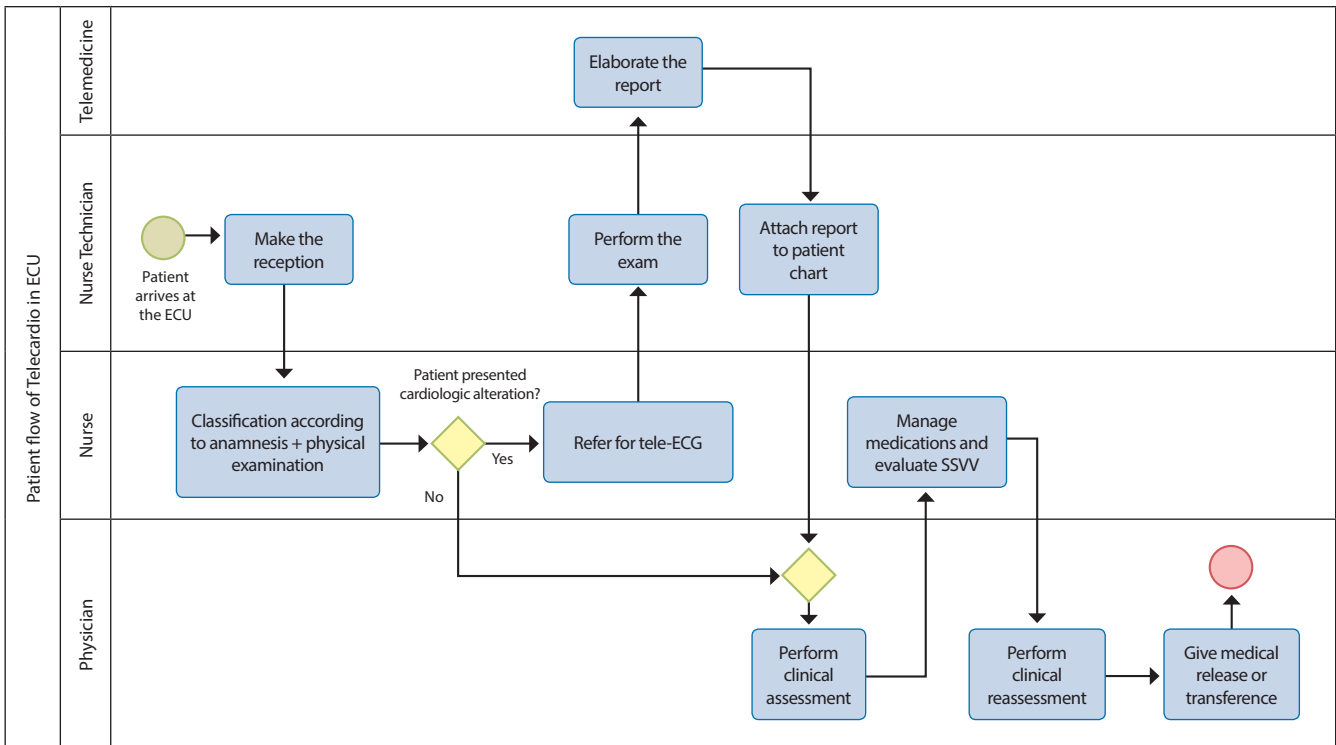 Patient flow of Telecardio in ECU
Telemedicine
Elaborate the
report
Nurse Technician
Patient
arrives at
the ECU
Make the
reception
Perform the
exam
Attach report
to patient
chart
Nurse
Classification according
to anamnesis + physical
examination
Patient presented
cardiologic alteration?
Yes
No
Refer for tele-ECG
Manage
medications and
evaluate SSVV
Physician
Perform
clinical
assessment
Perform
clinical
reassessment
Give medical
release or
transference